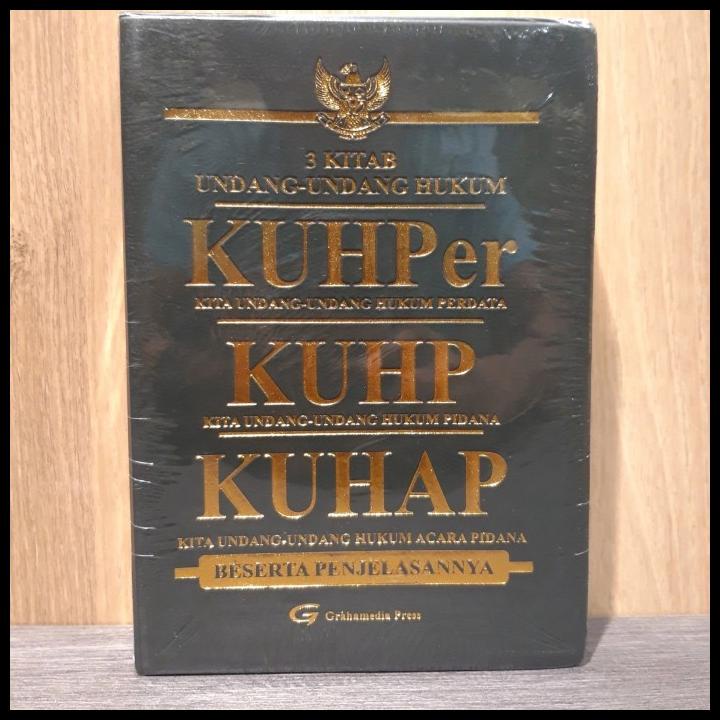 3 KITAB
UNDANG-UNDANG HUKUM
KUHPer
KITA UNDANG-UNDANG HUKUM PERDATA
KUHP
KITA UNDANG-UNDANG HUKUM PIDANA
KUHAP
KITA UNDANG-UNDANG HUKUM ACARA PIDANA
BESERTA PENJELASANNYA
Grahamedia Press